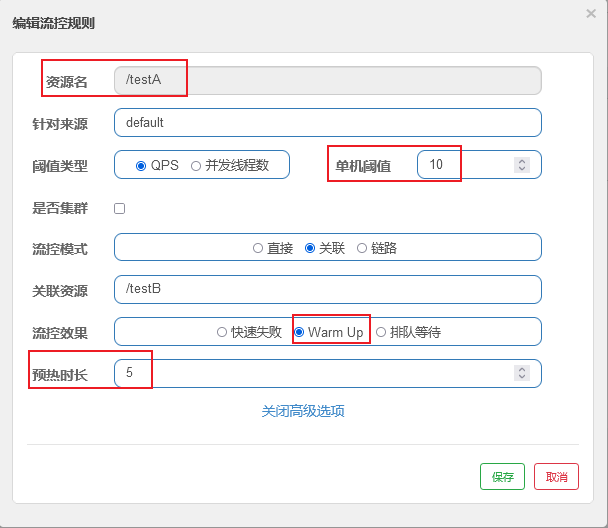 编辑流控规则 ×
资源名 /testA
针对来源 default
阈值类型 QPS 并发线程数 单机阈值 10
是否集群
流控模式 直接 关联 链路
关联资源 /testB
流控效果 快速失败 Warm Up 排队等待
预热时长 5
关闭高级选项
保存 取消